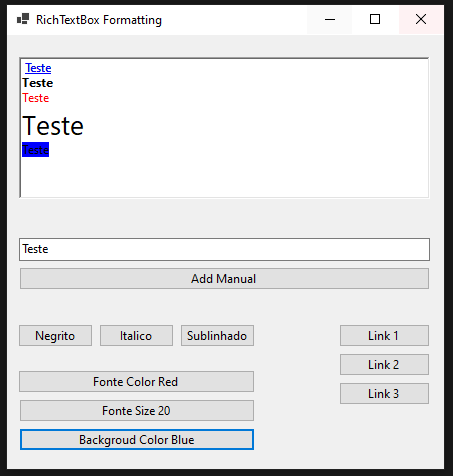 RichTextBox Formatting
Teste
Teste
Teste
Teste
Teste
Teste
Add Manual
Negrito Italico Sublinhado Link 1
Link 2
Fonte Color Red
Link 3
Fonte Size 20
Backgroud Color Blue